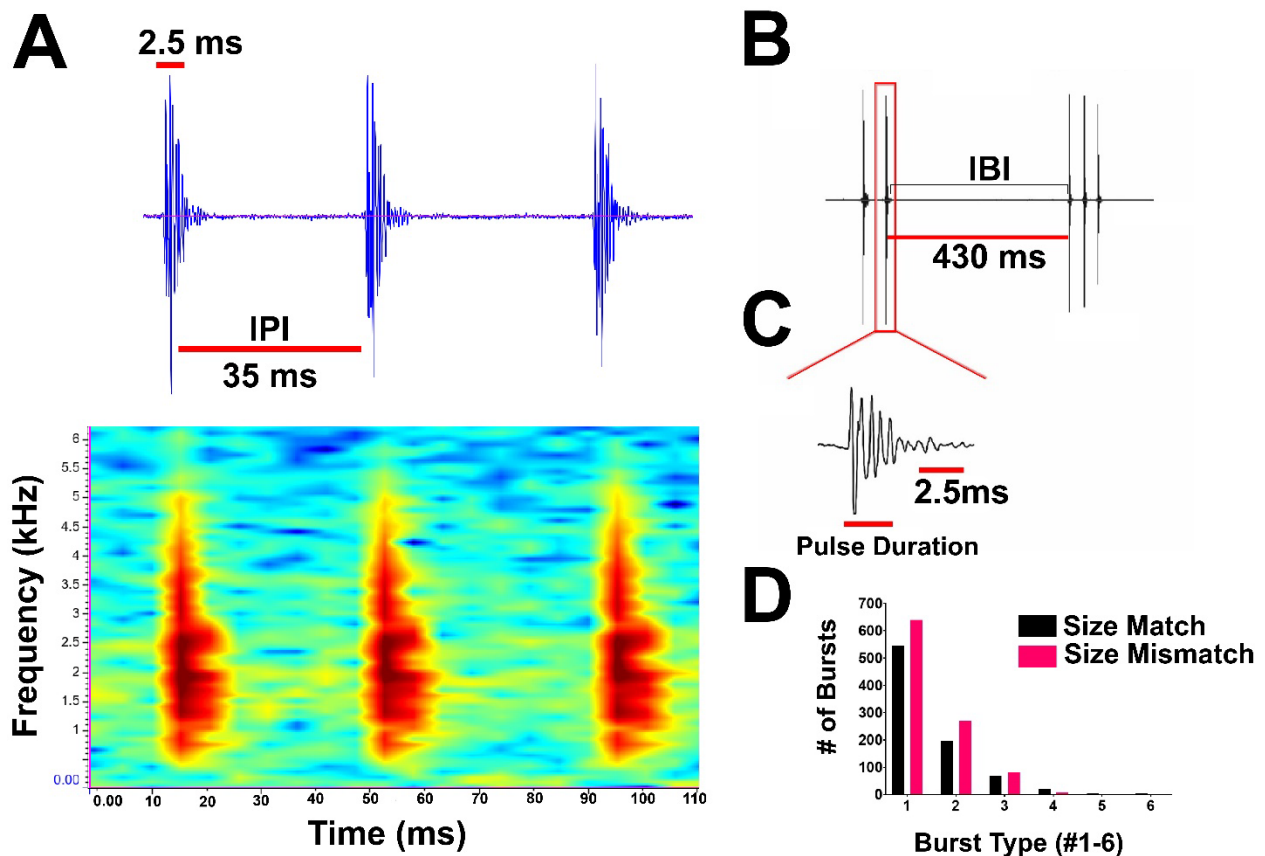 A
2.5 ms
IPI
35 ms
Frequency (kHz)
6
5.5
5
4.5
4
3.5
3
2.5
2
1.5
1
0.00
0.00 10 20 30 40 50 60 70 80 90 100 110
Time (ms)
B
IBI
430 ms
C
2.5ms
Pulse Duration
D
# of Bursts
700
600
500
400
300
200
100
0
Size Match
Size Mismatch
1 2 3 4 5 6
Burst Type (#1-6)